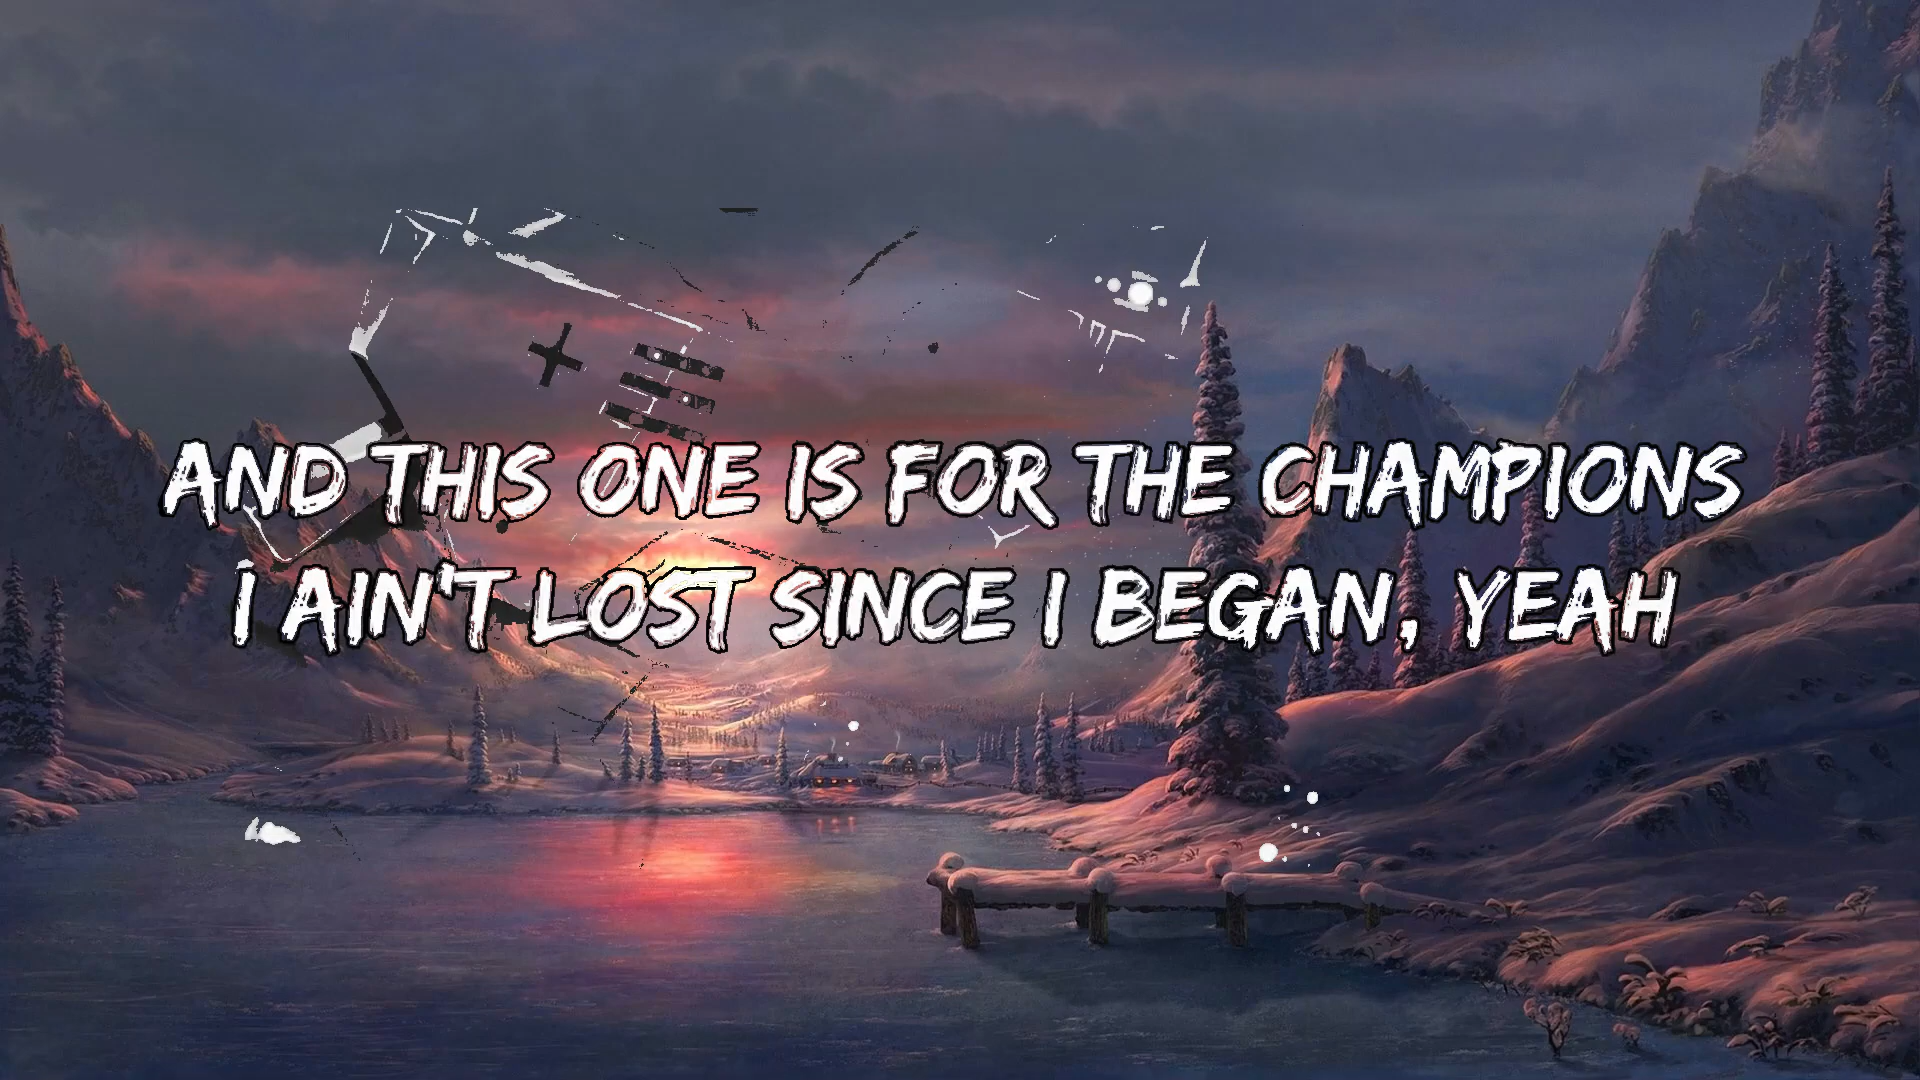 AND THIS ONE IS FOR THE CHAMPIONS
I AIN'T LOST SINCE I BEGAN, YEAH